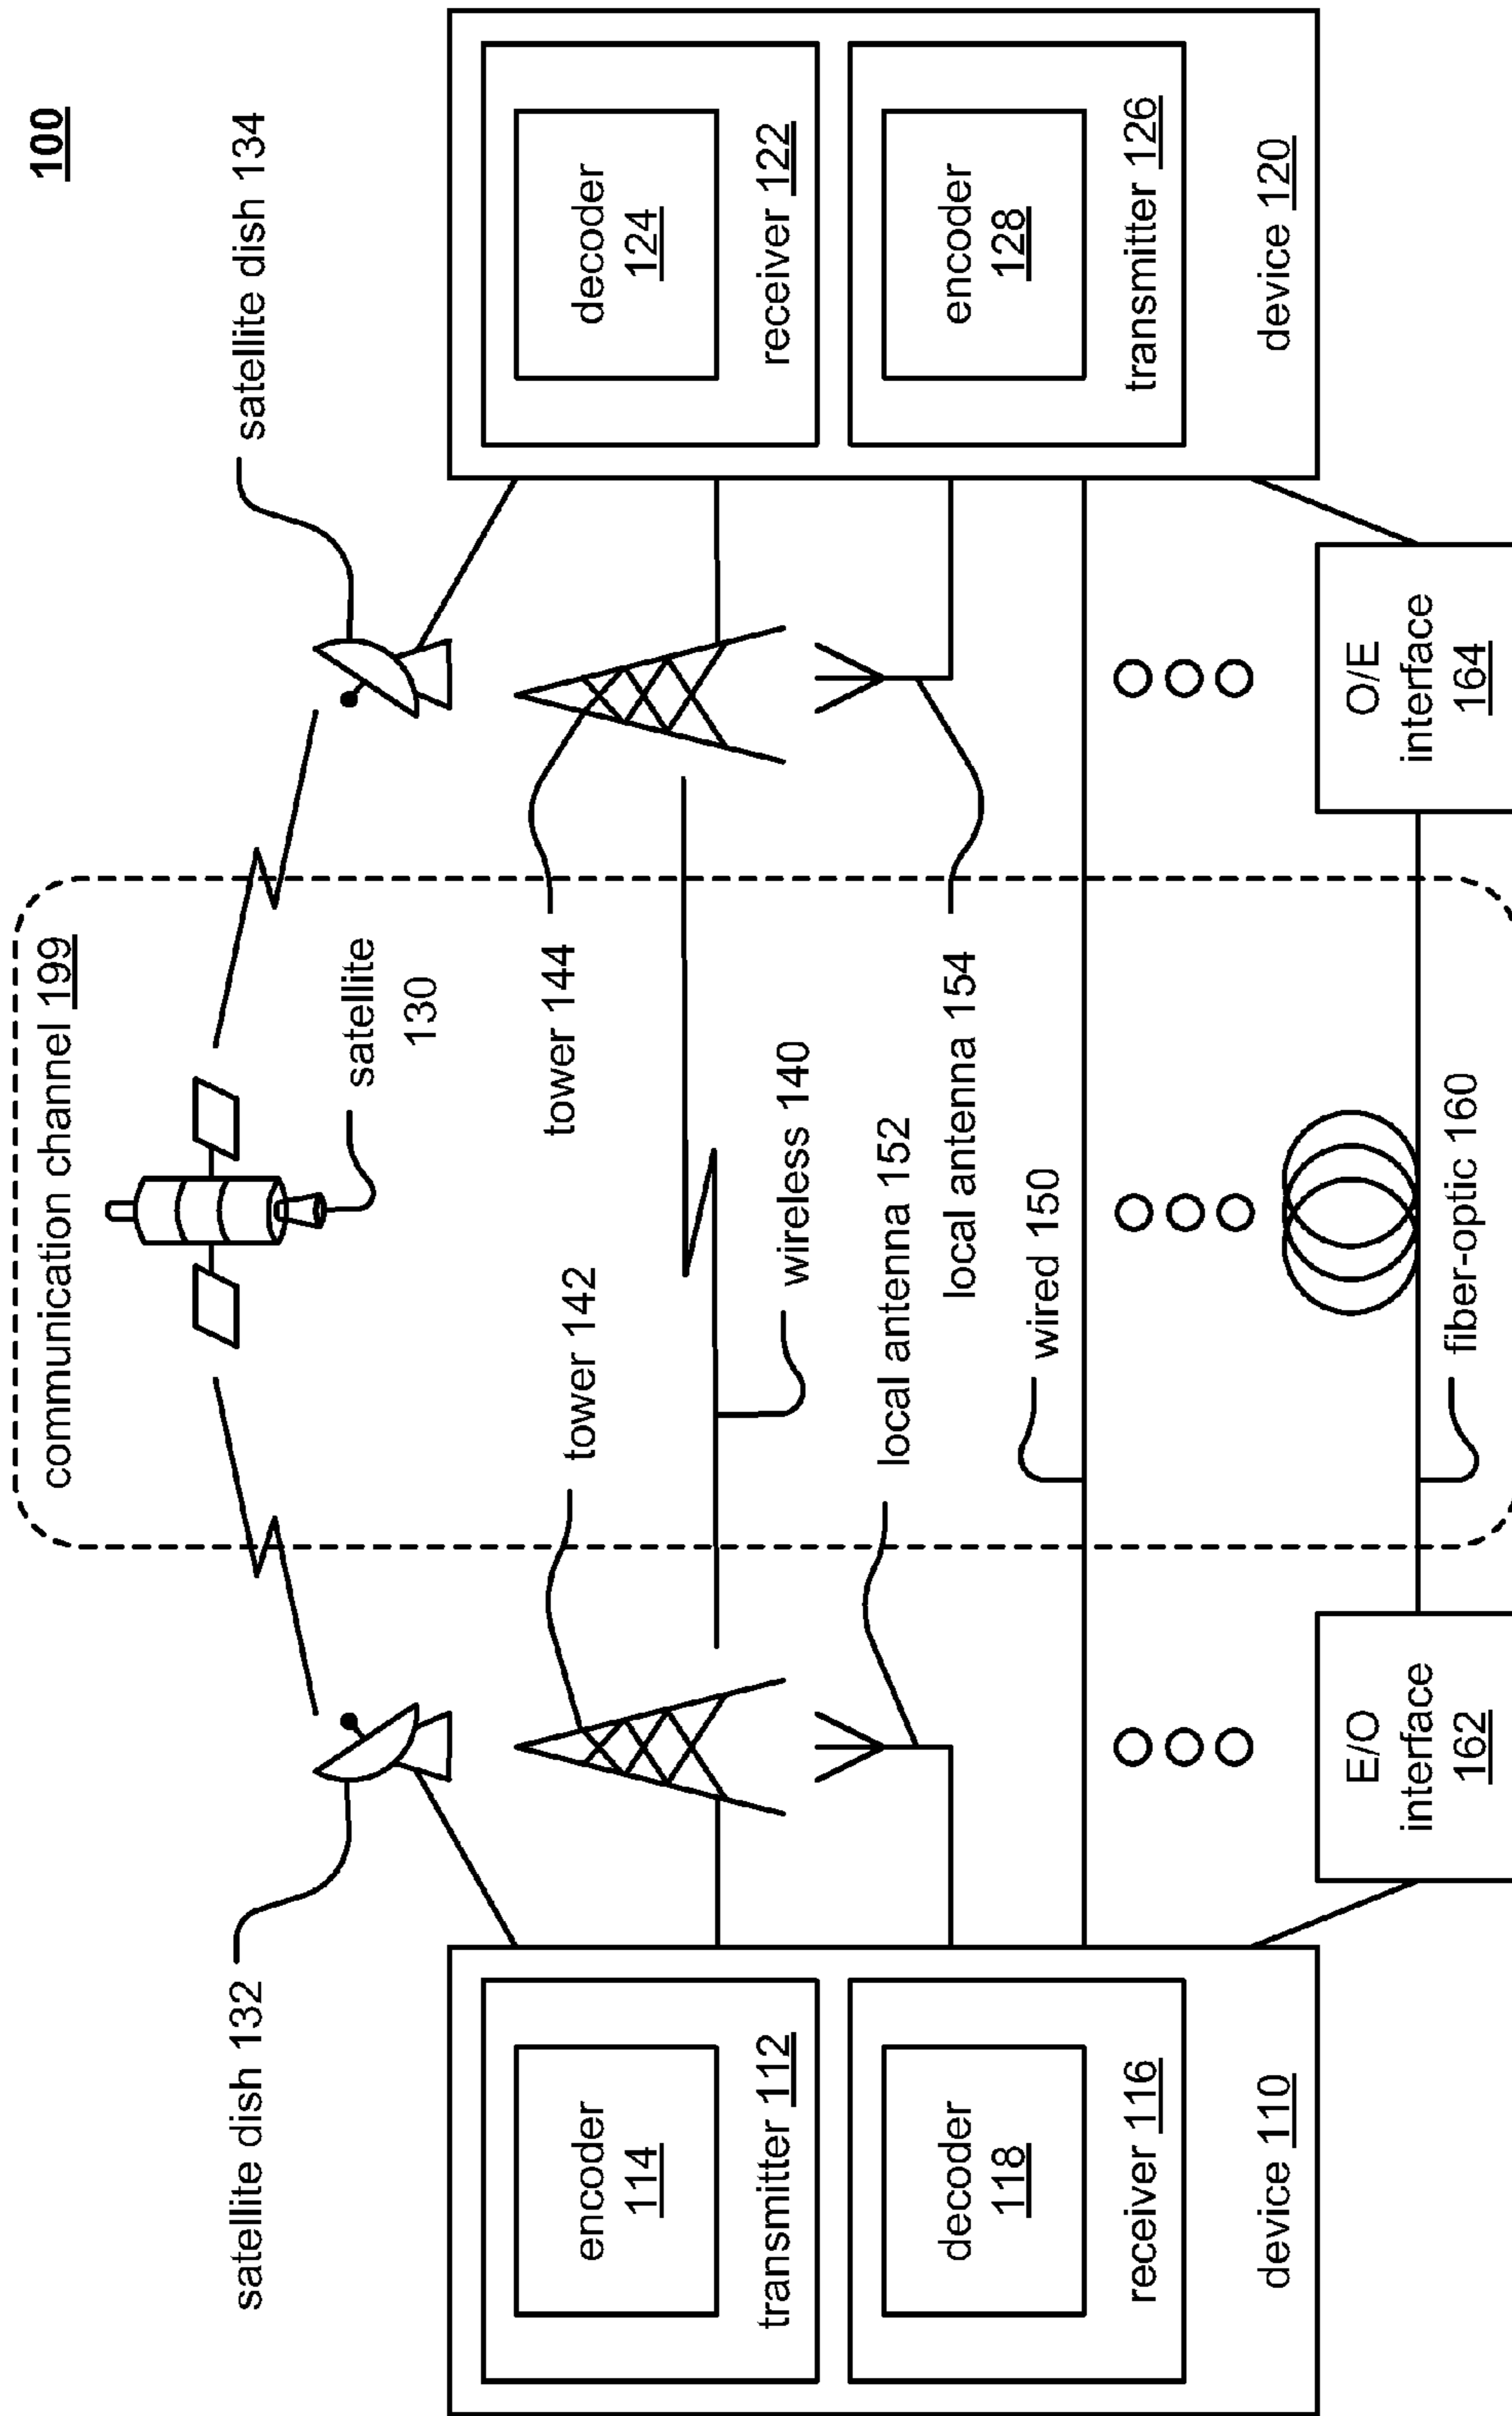 100
communication channel 199
satellite dish 132
satellite
130
satellite dish 134
encoder
114
transmitter 112
decoder
118
receiver 116
device 110
tower 142
tower 144
wireless 140
local antenna 152
local antenna 154
wired 150
decoder
124
receiver 122
encoder
128
transmitter 126
device 120
E/O
interface
162
fiber-optic 160
O/E
interface
164